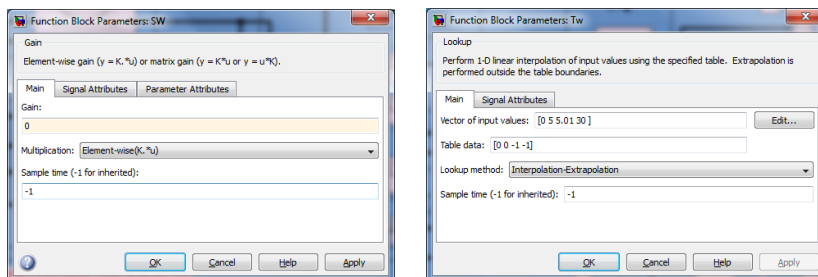 Function Block Parameters: SW
Gain
Element-wise gain (y = K.*u) or matrix gain (y = K*u or y = u*K).
Main Signal Attributes Parameter Attributes
Gain:
0
Multiplication: Element-wise(K.*u)
Sample time (-1 for inherited):
-1
OK Cancel Help Apply
Function Block Parameters: Tw
Lookup
Perform 1-D linear interpolation of input values using the specified table. Extrapolation is
performed outside the table boundaries.
Main Signal Attributes
Vector of input values: [0 5 5.01 30 ] Edit...
Table data: [0 0 -1 -1]
Lookup method: Interpolation-Extrapolation
Sample time (-1 for inherited): -1
OK Cancel Help Apply